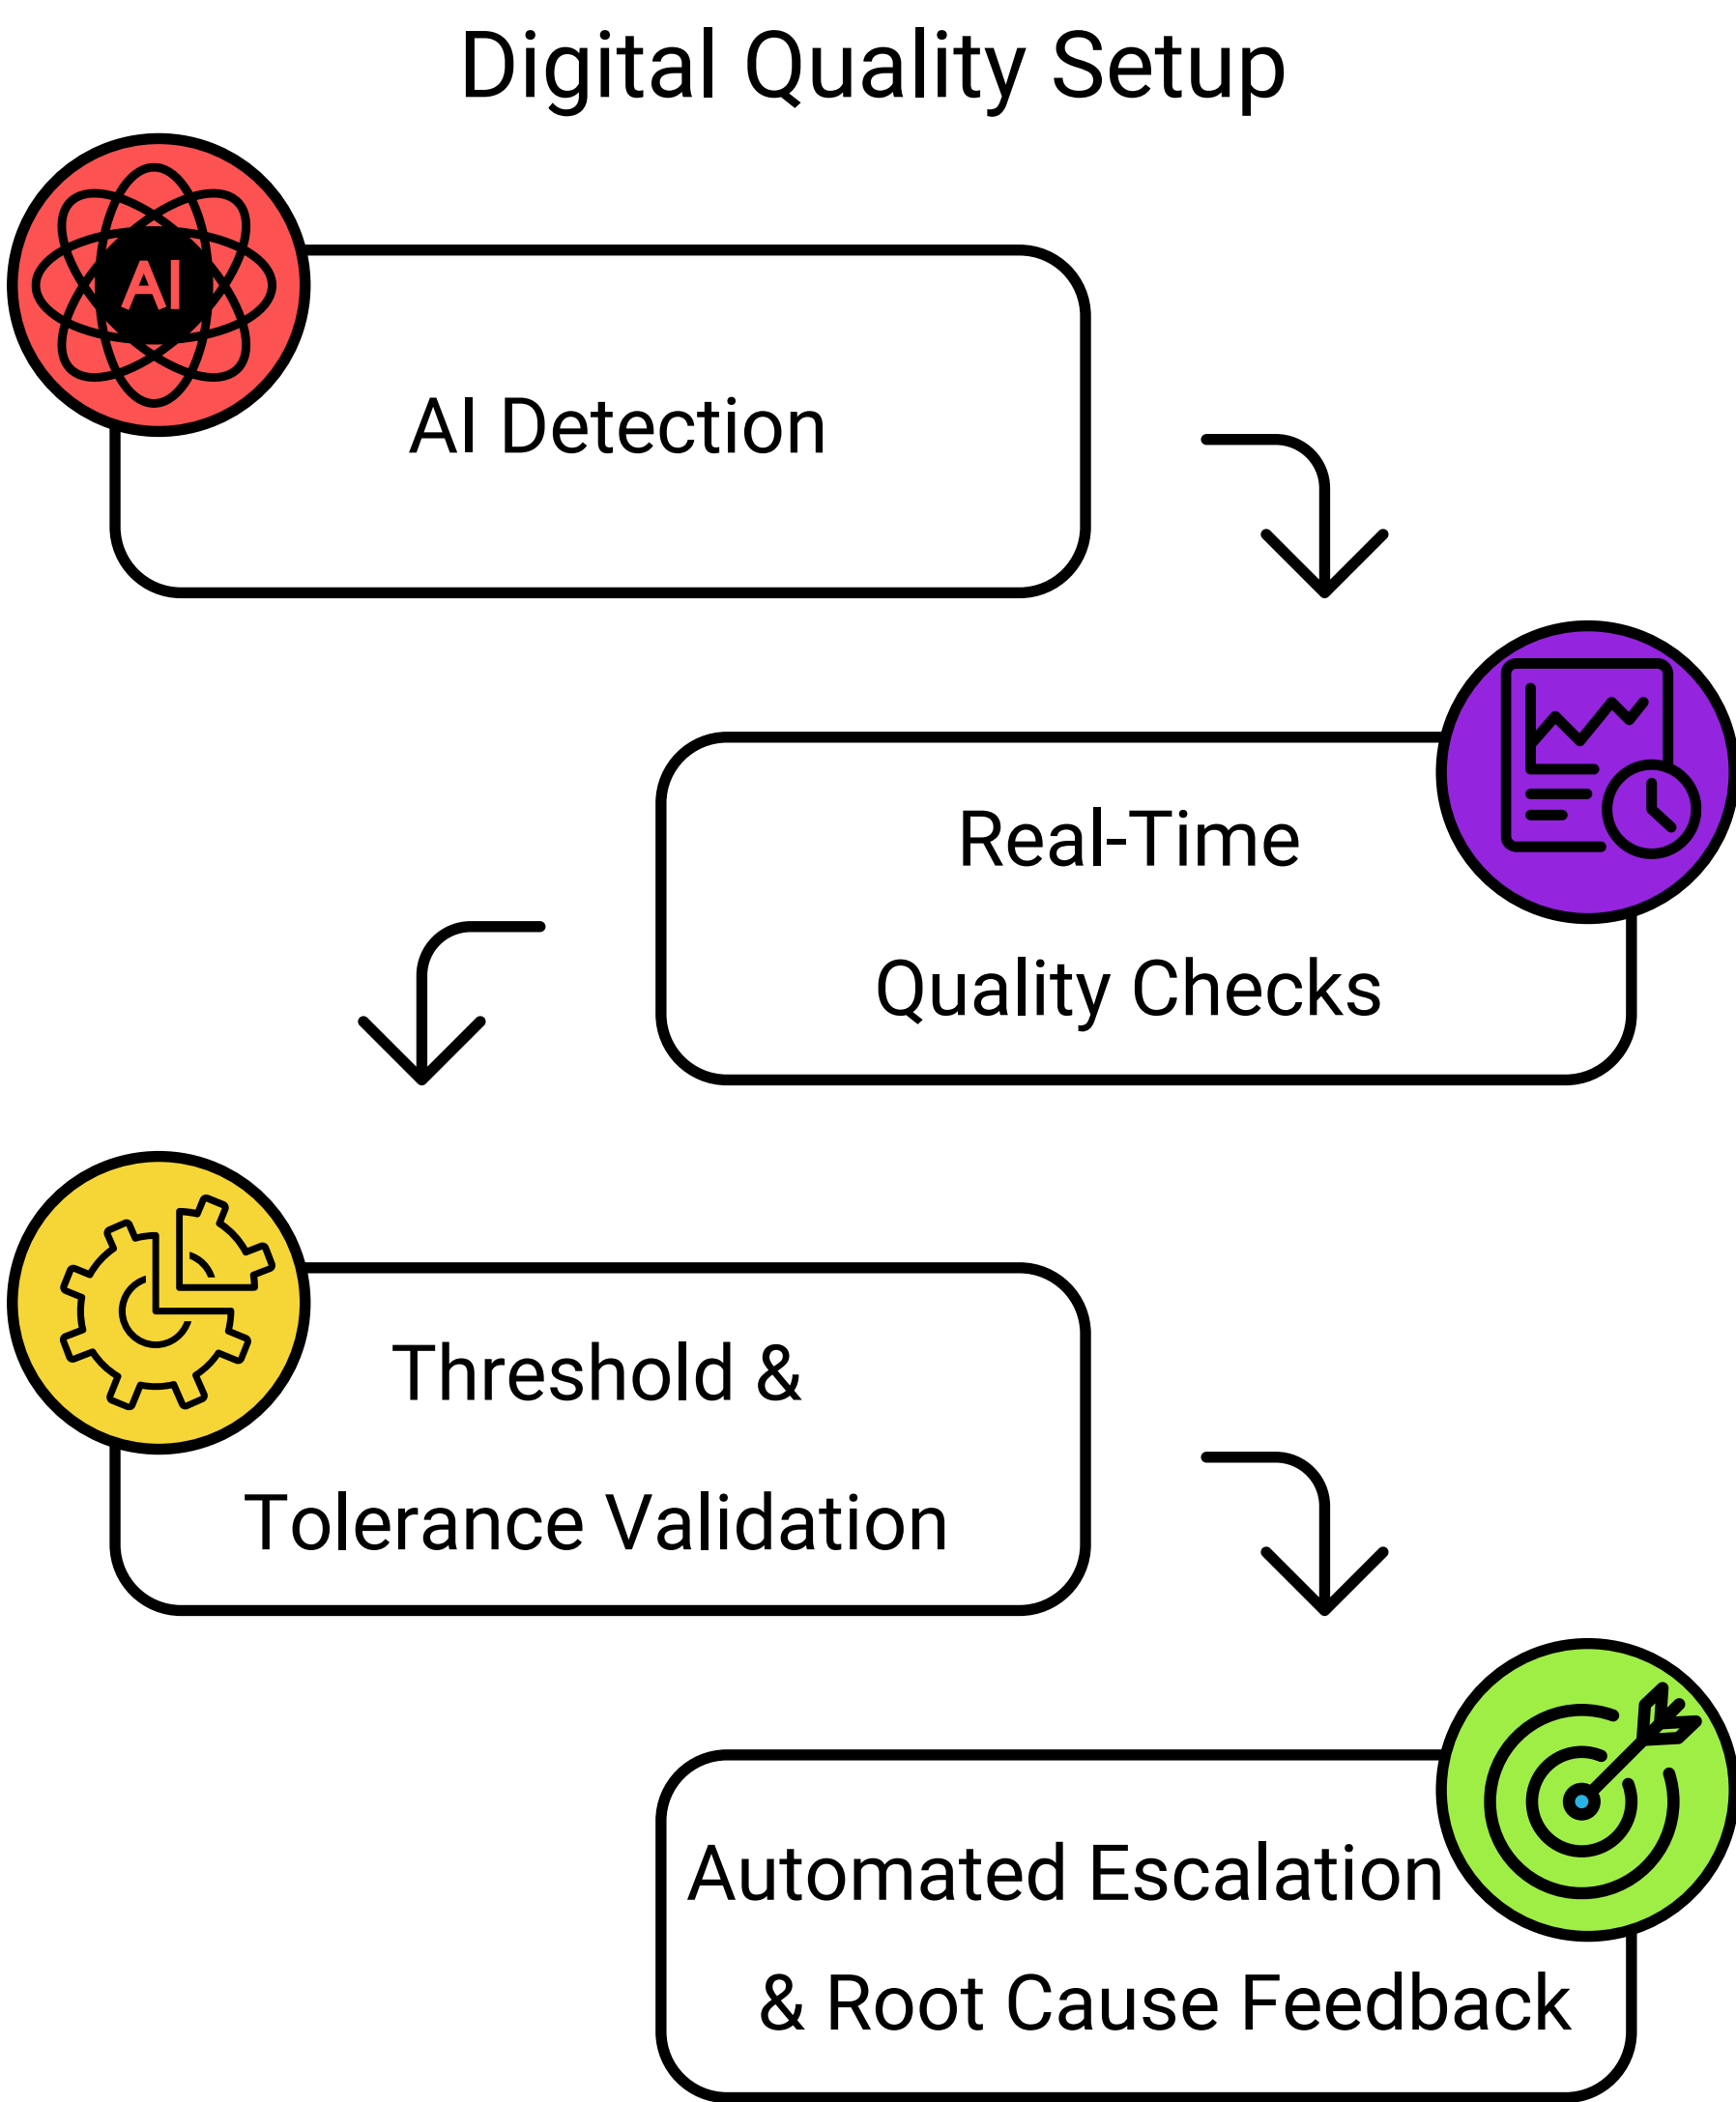 Digital Quality Setup
AI
AI Detection
Real-Time
Quality Checks
Threshold &
Tolerance Validation
Automated Escalation
& Root Cause Feedback